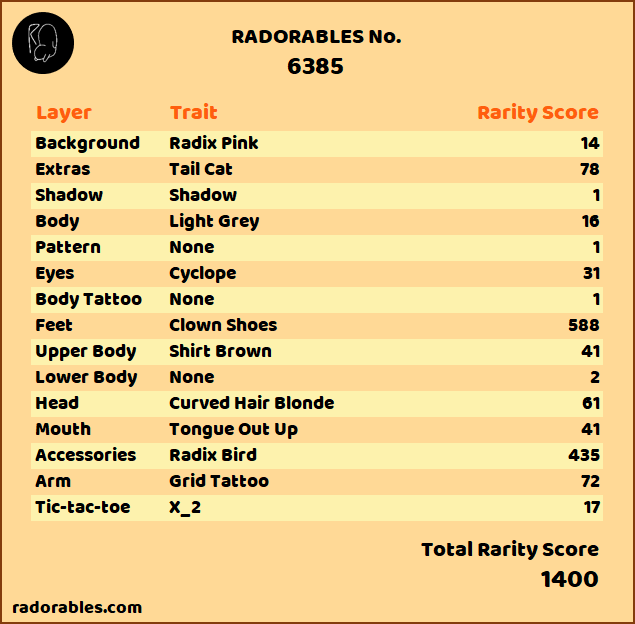 RADORABLES No.
6385
Layer Trait Rarity Score
Background Radix Pink 14
Extras Tail Cat 78
Shadow Shadow 1
Body Light Grey 16
Pattern None 1
Eyes Cyclope 31
Body Tattoo None 1
Feet Clown Shoes 588
Upper Body Shirt Brown 41
Lower Body None 2
Head Curved Hair Blonde 61
Mouth Tongue Out Up 41
Accessories Radix Bird 435
Arm Grid Tattoo 72
Tic-tac-toe X_2 17
Total Rarity Score
1400
radorables.com